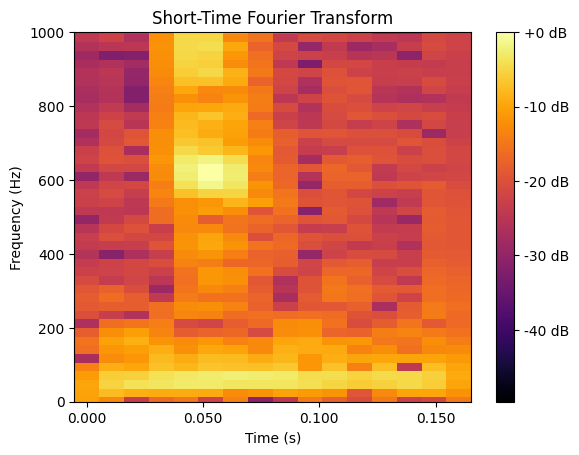 Short-Time Fourier Transform
1000
800
600
400
200
0
Frequency (Hz)
0.000
0.050
0.100
0.150
Time (s)
+0 dB
-10 dB
-20 dB
-30 dB
-40 dB